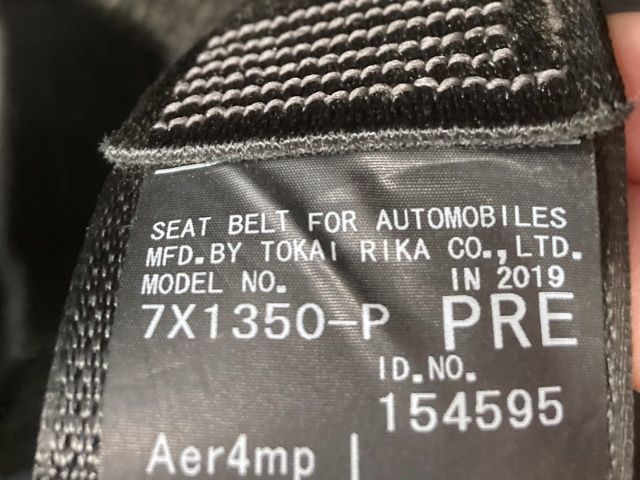 SEAT BELT FOR AUTOMOBILES
MFD.BY TOKAI RIKA CO.,LTD.
MODEL NO. IN 2019
7X1350-P PRE
ID.NO.
154595
Aer4mp